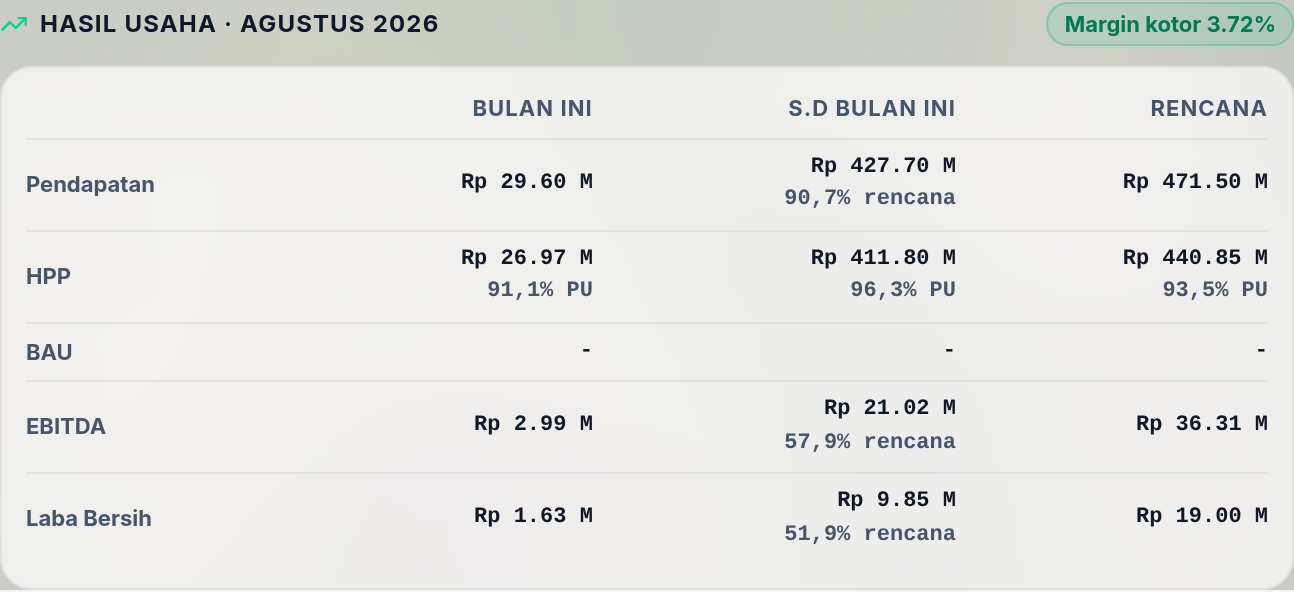 HASIL USAHA · AGUSTUS 2026
Margin kotor 3.72%
BULAN INI S.D BULAN INI RENCANA
Pendapatan Rp 29.60 M Rp 427.70 M Rp 471.50 M
90,7% rencana
HPP Rp 26.97 M Rp 411.80 M Rp 440.85 M
91,1% PU 96,3% PU 93,5% PU
BAU - - -
EBITDA Rp 2.99 M Rp 21.02 M Rp 36.31 M
57,9% rencana
Laba Bersih Rp 1.63 M Rp 9.85 M Rp 19.00 M
51,9% rencana